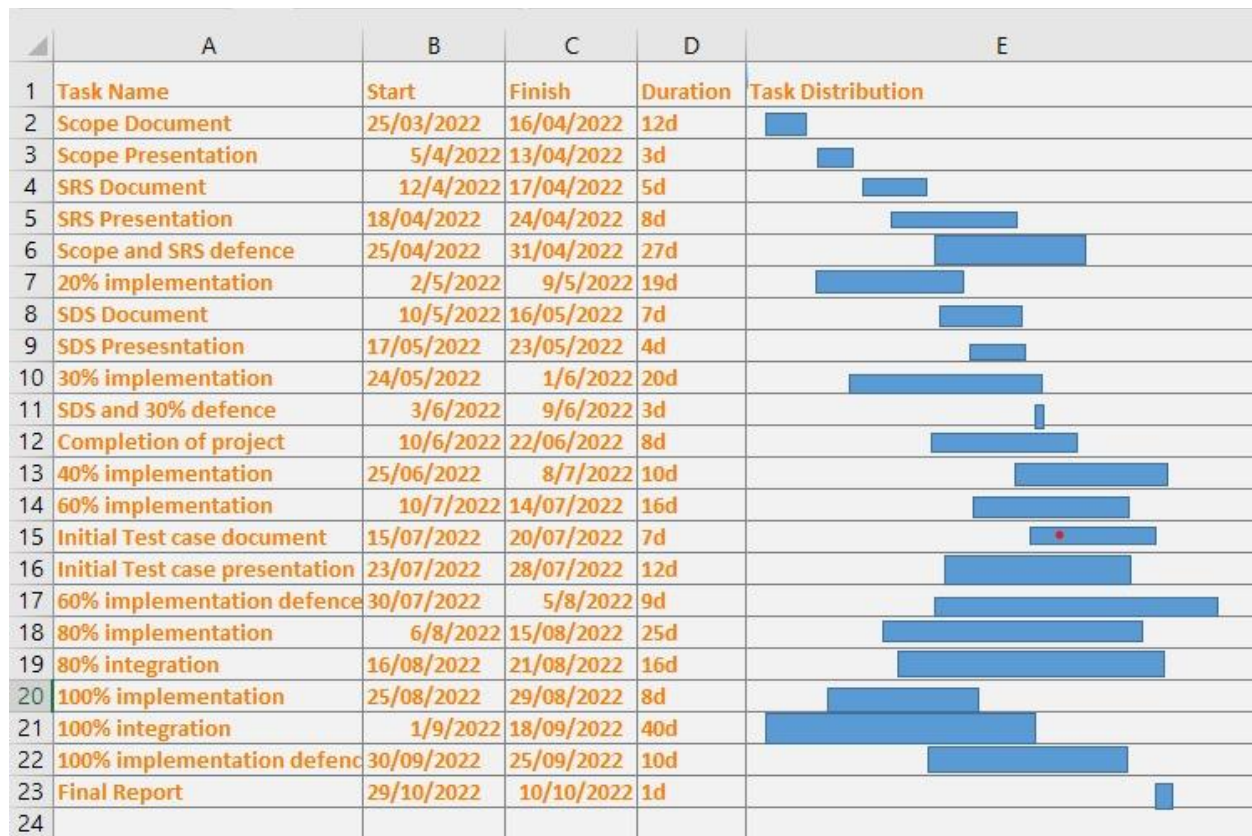 A B C D E
1 Task Name Start Finish Duration Task Distribution
2 Scope Document 25/03/2022 16/04/2022 12d
3 Scope Presentation 5/4/2022 13/04/2022 3d
4 SRS Document 12/4/2022 17/04/2022 5d
5 SRS Presentation 18/04/2022 24/04/2022 8d
6 Scope and SRS defence 25/04/2022 31/04/2022 27d
7 20% implementation 2/5/2022 9/5/2022 19d
8 SDS Document 10/5/2022 16/05/2022 7d
9 SDS Presesntation 17/05/2022 23/05/2022 4d
10 30% implementation 24/05/2022 1/6/2022 20d
11 SDS and 30% defence 3/6/2022 9/6/2022 3d
12 Completion of project 10/6/2022 22/06/2022 8d
13 40% implementation 25/06/2022 8/7/2022 10d
14 60% implementation 10/7/2022 14/07/2022 16d
15 Initial Test case document 15/07/2022 20/07/2022 7d
16 Initial Test case presentation 23/07/2022 28/07/2022 12d
17 60% implementation defence 30/07/2022 5/8/2022 9d
18 80% implementation 6/8/2022 15/08/2022 25d
19 80% integration 16/08/2022 21/08/2022 16d
20 100% implementation 25/08/2022 29/08/2022 8d
21 100% integration 1/9/2022 18/09/2022 40d
22 100% implementation defenc 30/09/2022 25/09/2022 10d
23 Final Report 29/10/2022 10/10/2022 1d
24